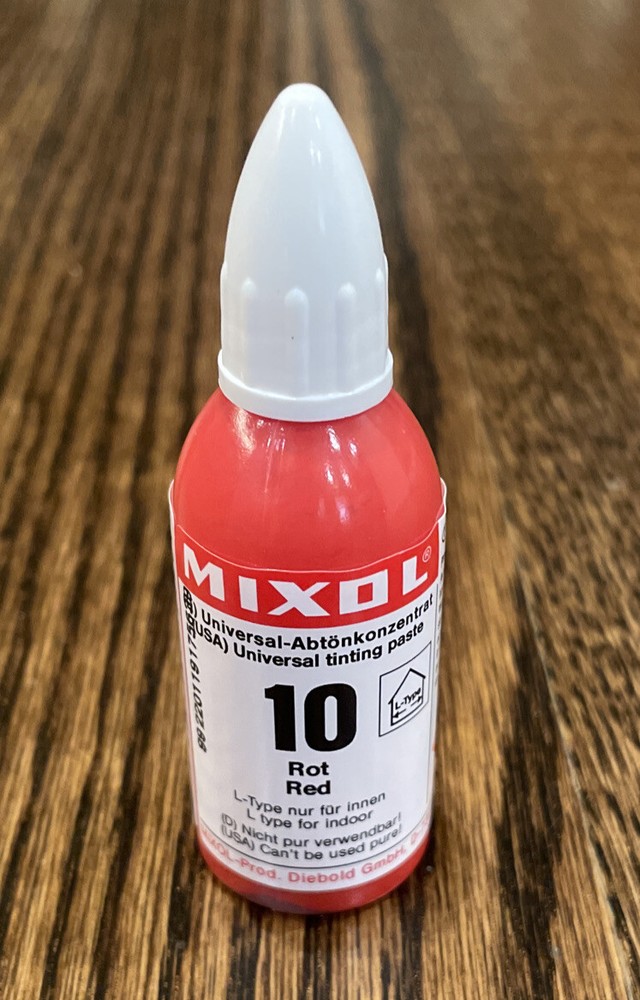 MIXOL®
Universal-Abtönkonzentrat
(USA) Universal tinting paste
10
L-Type
Rot
Red
L-Type nur für innen
L type for indoor
(D) Nicht pur verwendbar!
(USA) Can't be used pure!
MIXOL-Prod. Diebold GmbH,